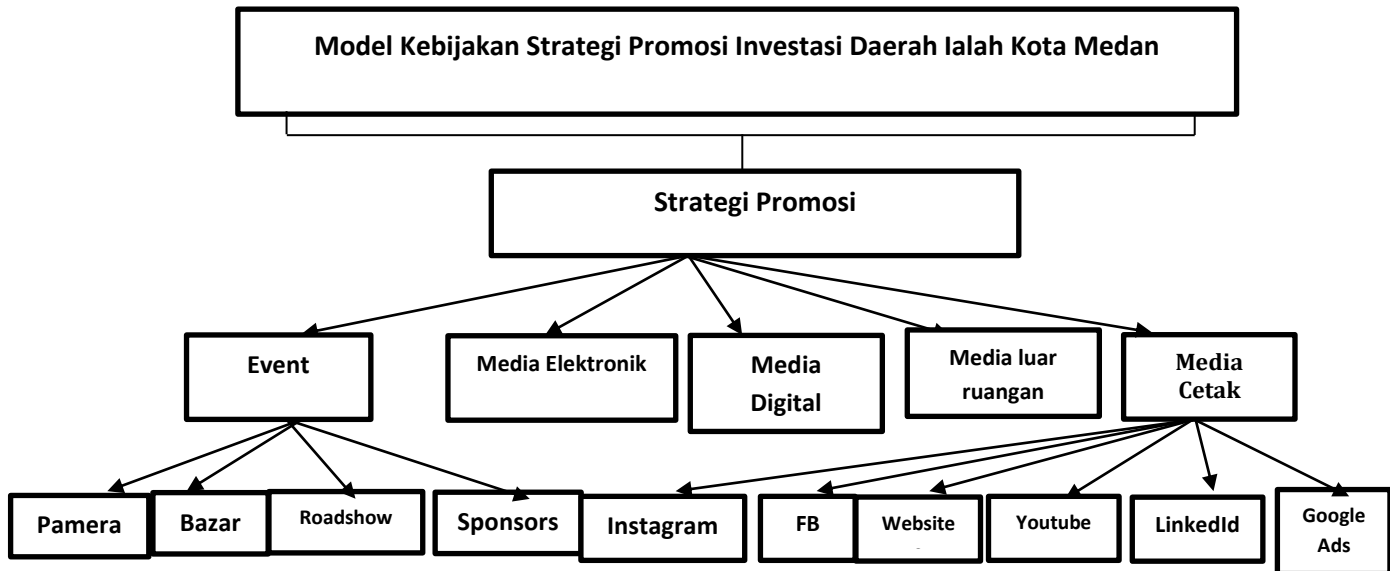 Model Kebijakan Strategi Promosi Investasi Daerah Ialah Kota Medan
Strategi Promosi
Event
Media Elektronik
Media
Digital
Media luar
ruangan
Media
Cetak
Pamera
Bazar
Roadshow
Sponsors
Instagram
FB
Website
Youtube
LinkedId
Google
Ads